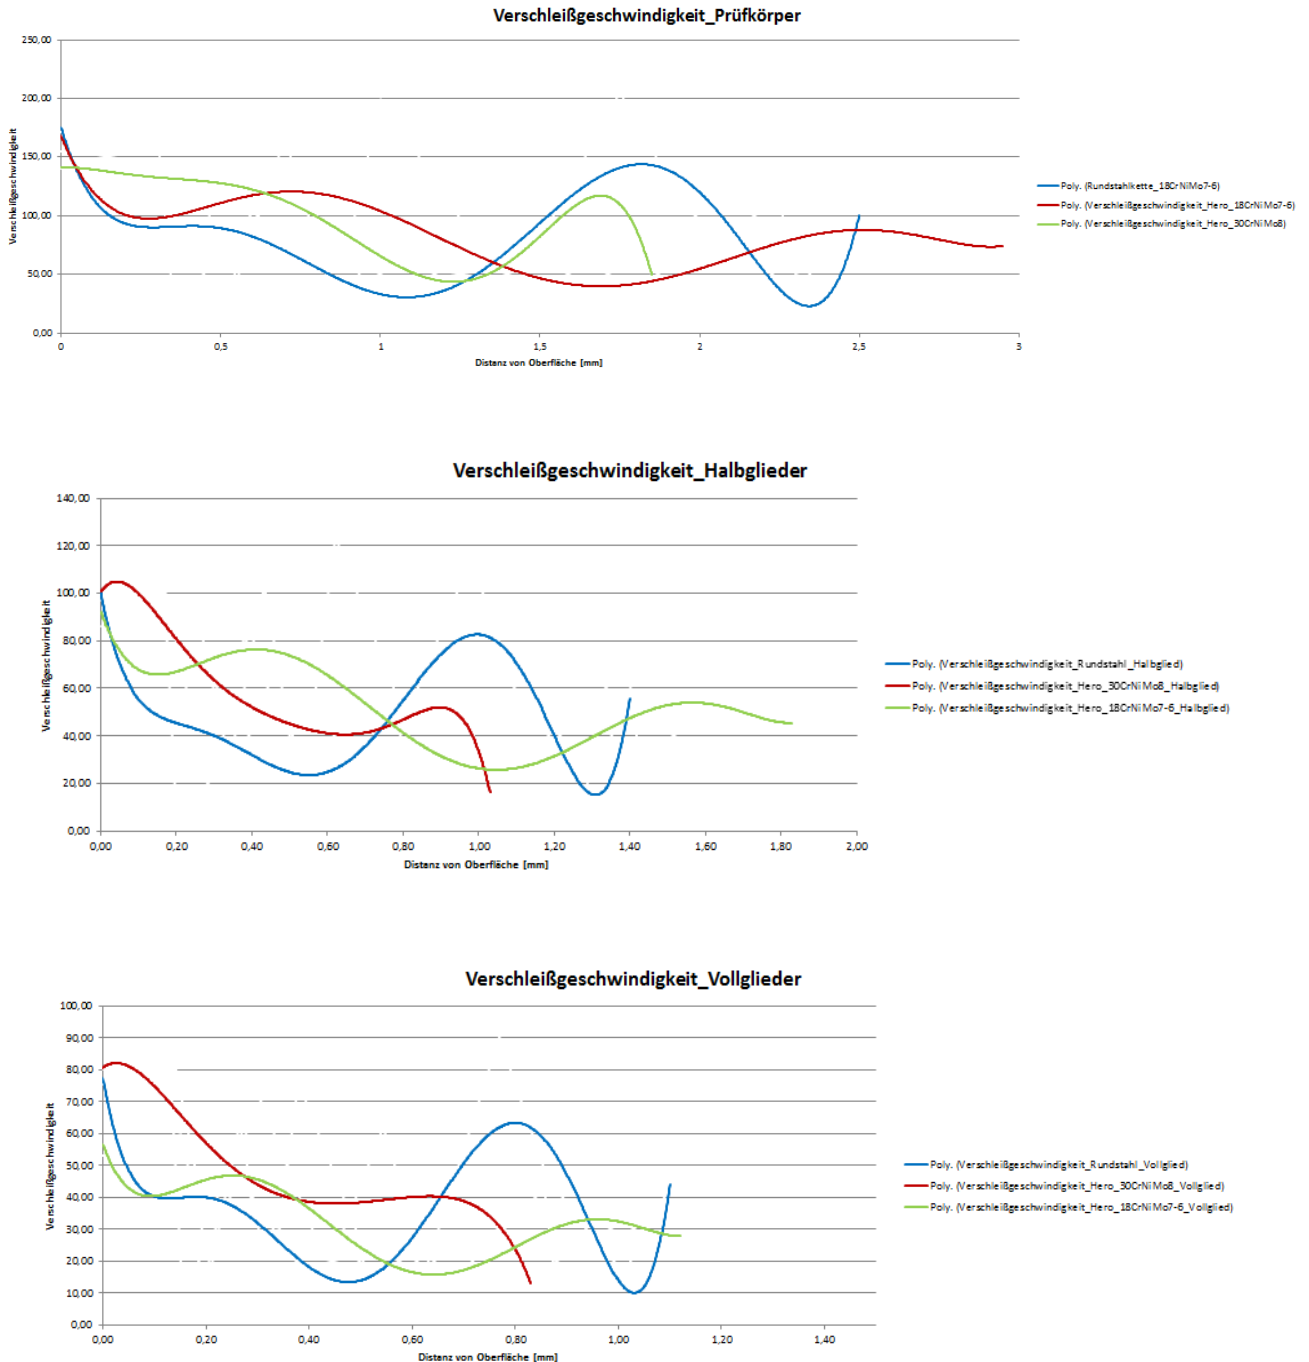 Verschleißgeschwindigkeit_Prüfkörper
250,00
200,00
150,00
100,00
50,00
0,00
Verschleißgeschwindigkeit
0
0,5
1
1,5
2
2,5
3
Distanz von Oberfläche [mm]
Poly. (Rundstahlkette_18CrNiMo7-6)
Poly. (Verschleißgeschwindigkeit_Hero_18CrNiMo7-6)
Poly. (Verschleißgeschwindigkeit_Hero_30CrNiMo8)
Verschleißgeschwindigkeit_Halbglieder
140,00
120,00
100,00
80,00
60,00
40,00
20,00
0,00
Verschleißgeschwindigkeit
0,00
0,20
0,40
0,60
0,80
1,00
1,20
1,40
1,60
1,80
2,00
Distanz von Oberfläche [mm]
Poly. (Verschleißgeschwindigkeit_Rundstahl_Halbglied)
Poly. (Verschleißgeschwindigkeit_Hero_30CrNiMo8_Halbglied)
Poly. (Verschleißgeschwindigkeit_Hero_18CrNiMo7-6_Halbglied)
Verschleißgeschwindigkeit_Vollglieder
100,00
90,00
80,00
70,00
60,00
50,00
40,00
30,00
20,00
10,00
0,00
Verschleißgeschwindigkeit
0,00
0,20
0,40
0,60
0,80
1,00
1,20
1,40
Distanz von Oberfläche [mm]
Poly. (Verschleißgeschwindigkeit_Rundstahl_Vollglied)
Poly. (Verschleißgeschwindigkeit_Hero_30CrNiMo8_Vollglied)
Poly. (Verschleißgeschwindigkeit_Hero_18CrNiMo7-6_Vollglied)